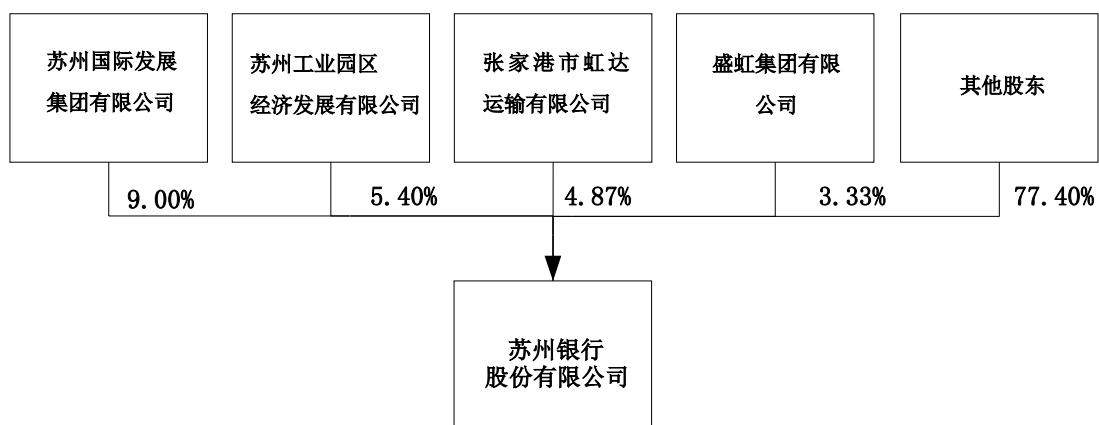 苏州国际发展
集团有限公司
苏州工业园区
经济发展有限公司
张家港市虹达
运输有限公司
盛虹集团有限
公司
其他股东
9.00%
5.40%
4.87%
3.33%
77.40%
苏州银行
股份有限公司